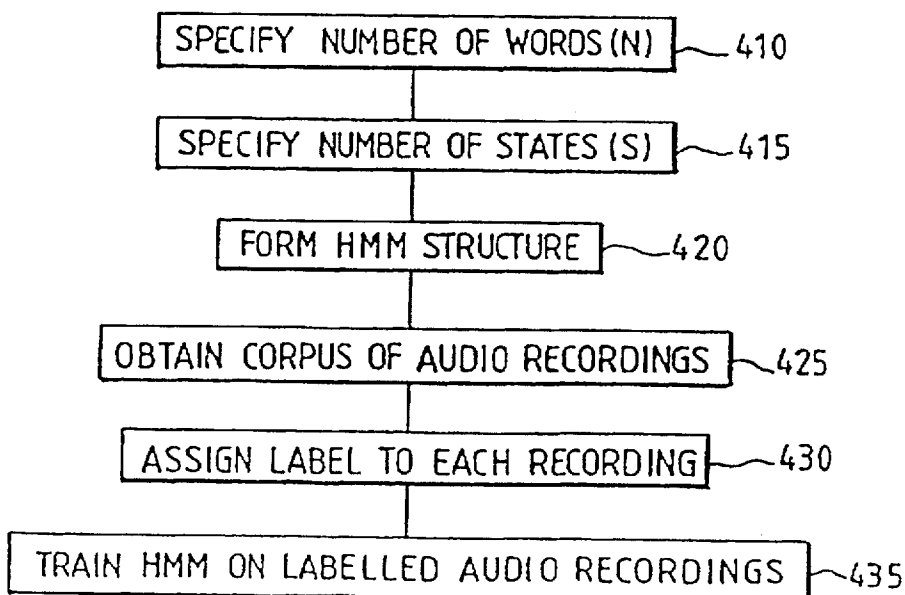 SPECIFY NUMBER OF WORDS (N) 410
SPECIFY NUMBER OF STATES (S) 415
FORM HMM STRUCTURE 420
OBTAIN CORPUS OF AUDIO RECORDINGS 425
ASSIGN LABEL TO EACH RECORDING 430
TRAIN HMM ON LABELLED AUDIO RECORDINGS 435